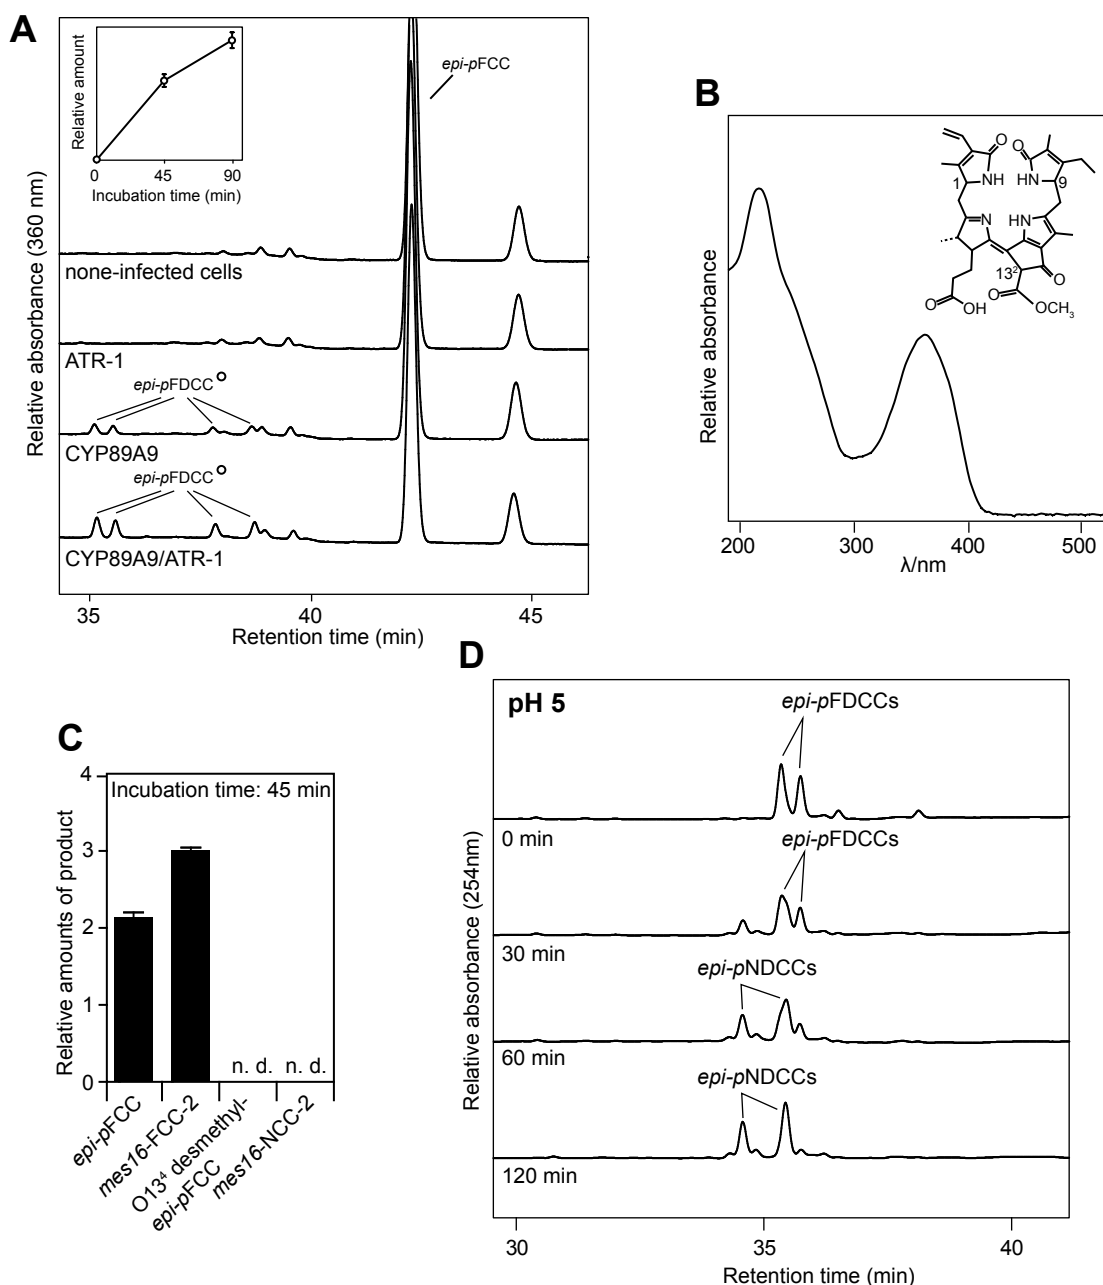 A
Relative amount
0
45
90
Incubation time (min)
epi-pFCC
none-infected cells
ATR-1
epi-pFDCC
CYP89A9
epi-pFDCC
CYP89A9/ATR-1
Relative absorbance (360 nm)
35
40
45
Retention time (min)
B
O
O
1
NH
HN
9
N
HN
13²
O
O
OH
O
OCH₃
Relative absorbance
200
300
400
500
λ/nm
C
Incubation time: 45 min
4
3
2
1
0
Relative amounts of product
n. d.
n. d.
epi-pFCC
mes16-FCC-2
O13⁴ desmethyl-
epi-pFCC
mes16-NCC-2
D
pH 5
epi-pFDCCs
0 min
epi-pFDCCs
30 min
epi-pNDCCs
60 min
epi-pNDCCs
120 min
Relative absorbance (254nm)
30
35
40
Retention time (min)